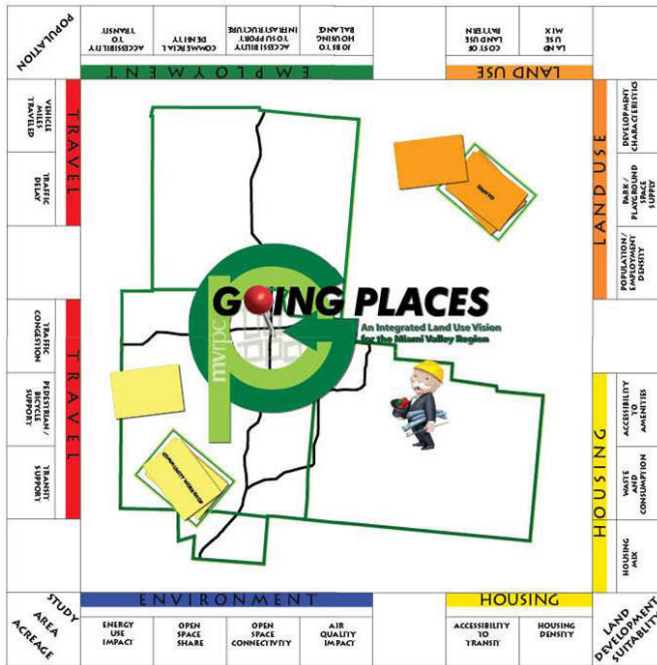 POPULATION
ACCESSIBILITY
TO
TRANSIT
COMMERCIAL
DENSITY
ACCESSIBILITY
TO SUPPORT
INFRASTRUCTURE
JOBS TO
HOUSING
BALANC
COST OF
LAND USE
PATTERN
LAND
USE
MIX
EMPLOYMENT
LAND USE
VEHICLE
MILES
TRAVELED
TRAFFIC
DELAY
TRAVEL
TRAFFIC
CONGESTION
PEDESTRIAN/
BICYCLE
SUPPORT
TRANSIT
SUPPORT
TRAVEL
GOING PLACES
An Integrated Land Use Vision
for the Miami Valley Region
mvrpc
LAND USE
DEVELOPMENT
CHARACTERISTICS
PARK /
PLAYGROUND
SPACE
SUPPLY
POPULATION/
EMPLOYMENT
DENSITY
HOUSING
ACCESSIBILITY
TO
AMENITIES
WASTE
AND
CONSUMPTION
HOUSING
MIX
ENVIRONMENT
HOUSING
STUDY
AREA
ACREAGE
ENERGY
USE
IMPACT
OPEN
SPACE
SHARE
OPEN
SPACE
CONNECTIVITY
AIR
QUALITY
IMPACT
ACCESSIBILITY
TO
TRANSIT
HOUSING
DENSITY
LAND
DEVELOPMENT
SUITABLITY